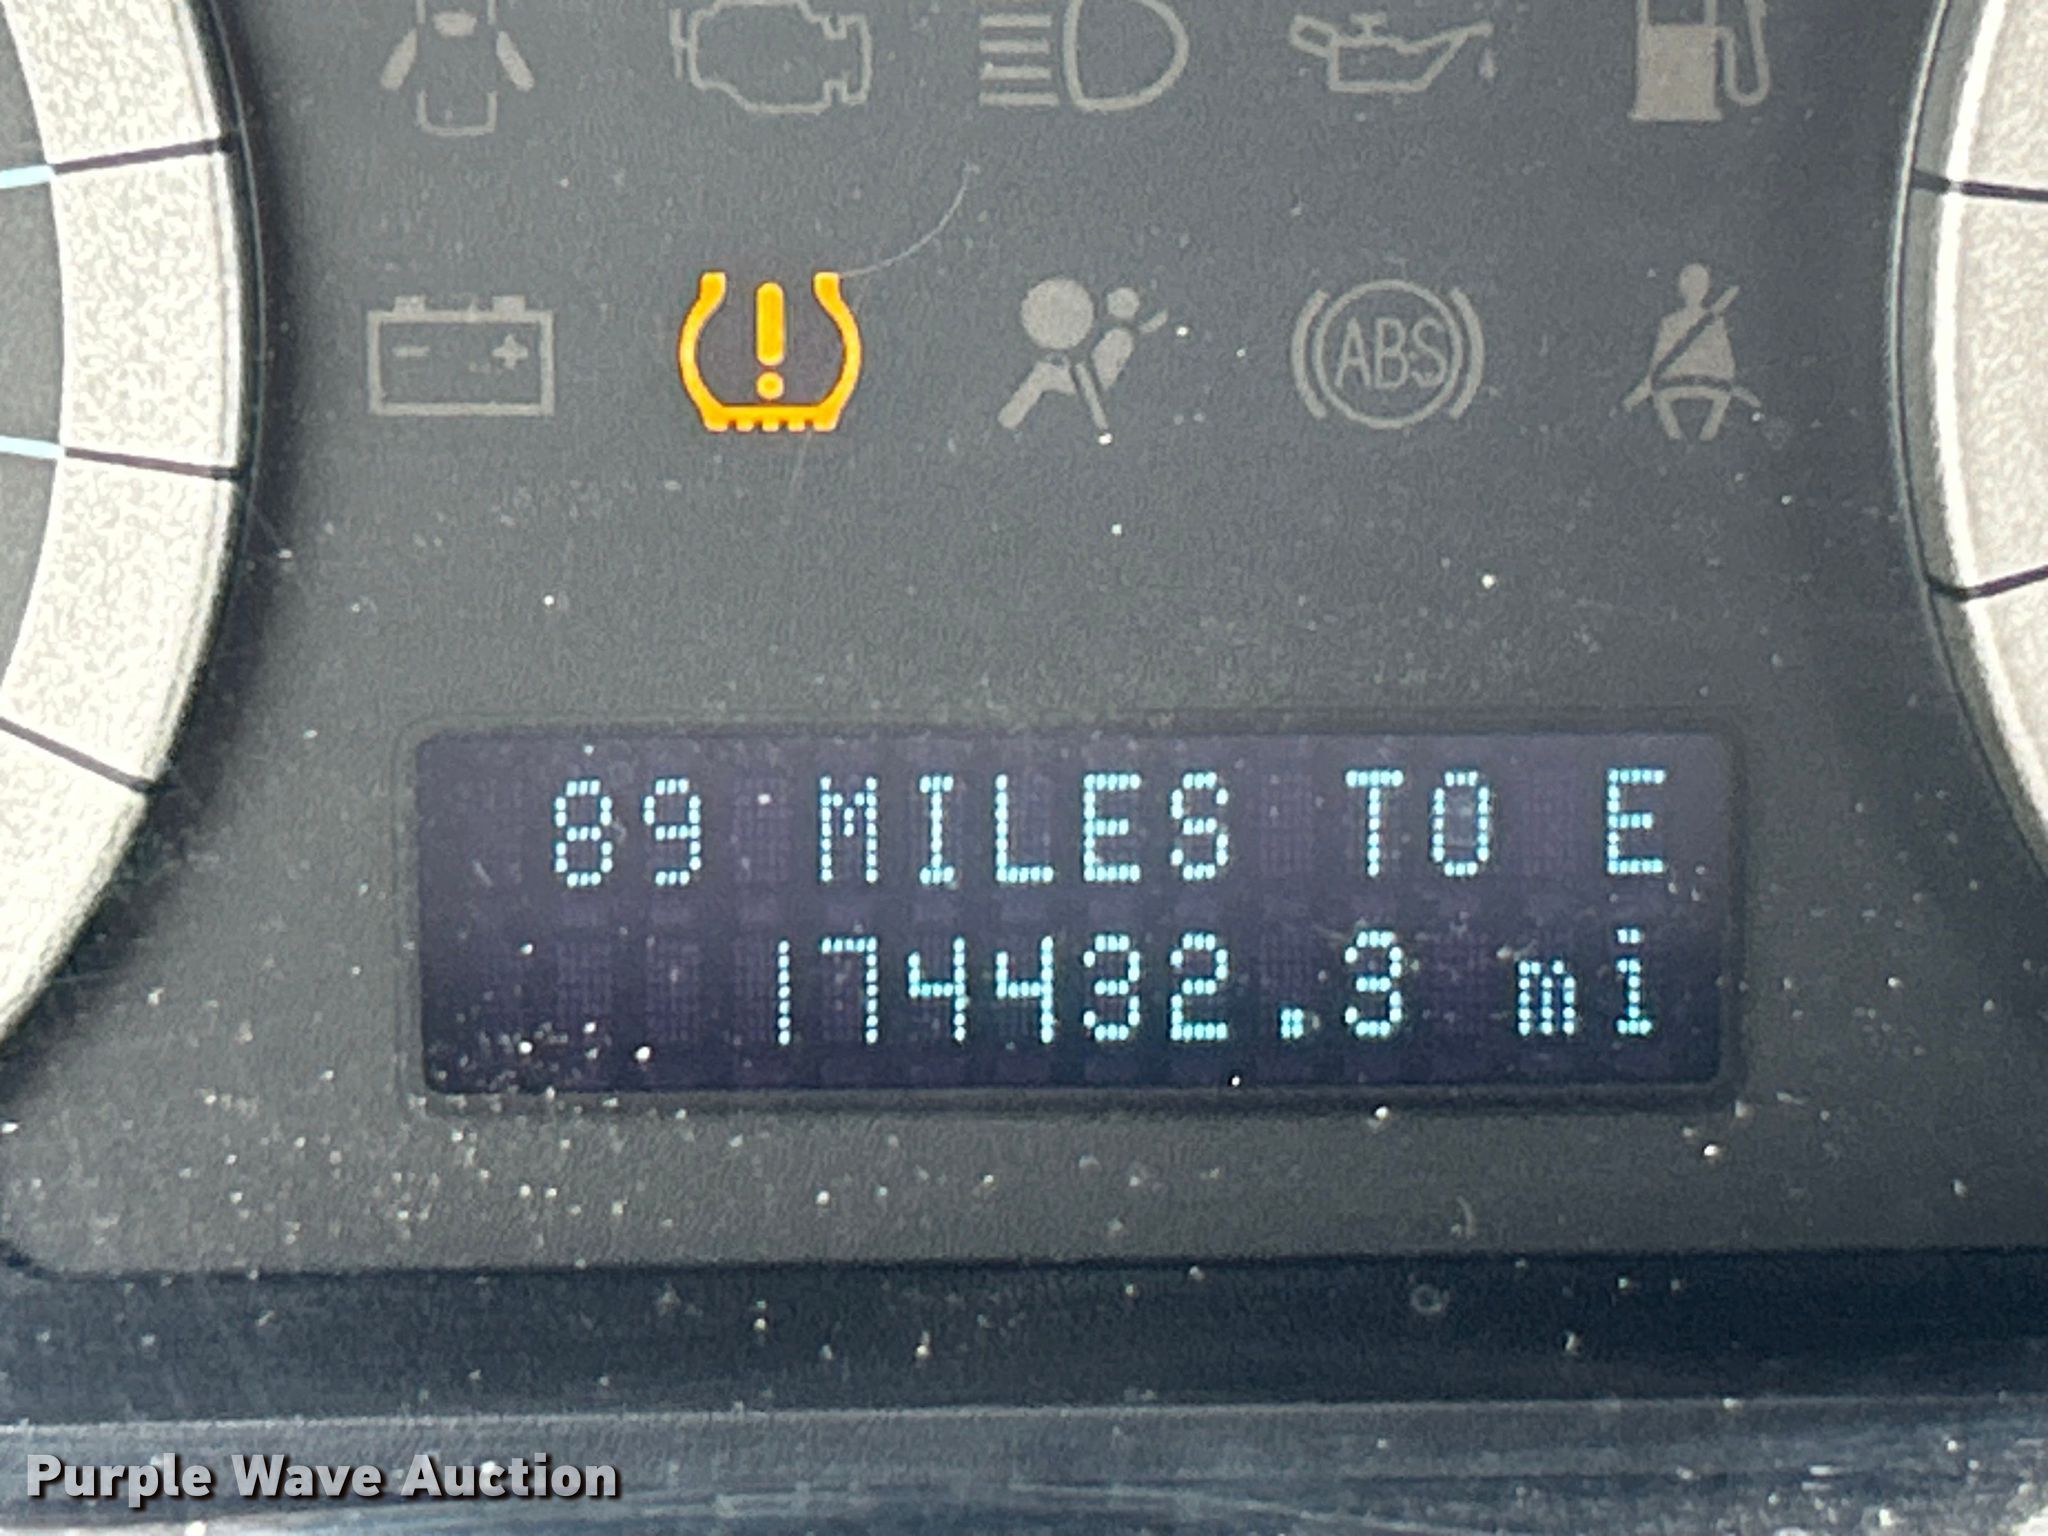 ABS
89 MILES TO E
174432.3 mi
Purple Wave Auction